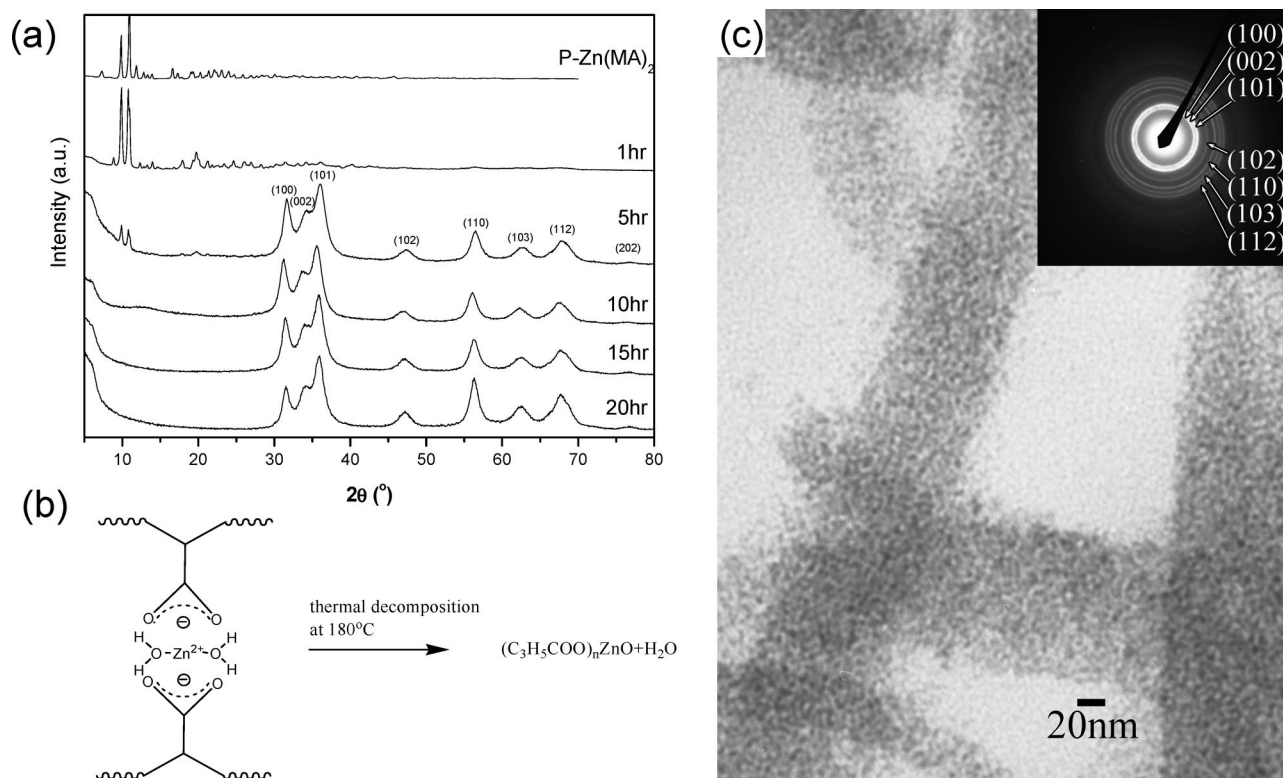 (a)
P-Zn(MA)2
1hr
5hr
10hr
15hr
20hr
(100)
(002)
(101)
(102)
(110)
(103)
(112)
(202)
Intensity (a.u.)
10 20 30 40 50 60 70 80
2θ (°)
(b)
O O
⊖
H H
O-Zn2+-O
H H
⊖
O O
thermal decomposition
at 180°C
(C3H5COO)nZnO+H2O
(c)
(100)
(002)
(101)
(102)
(110)
(103)
(112)
20nm